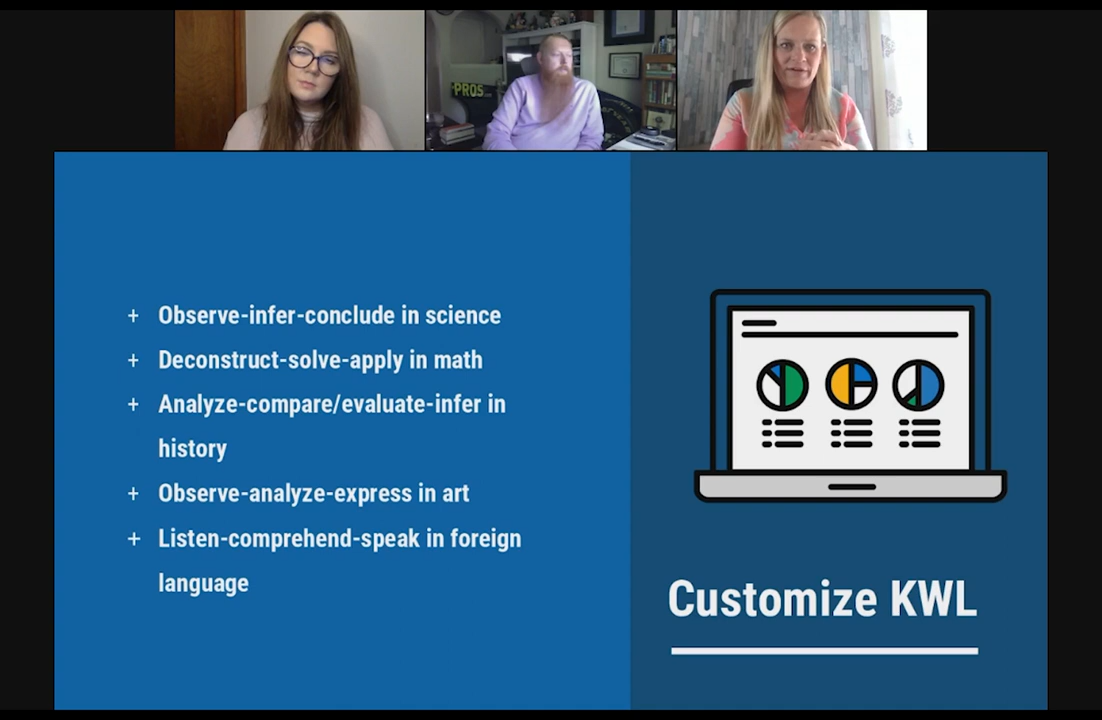 PROS
+ Observe-infer-conclude in science
+ Deconstruct-solve-apply in math
+ Analyze-compare/evaluate-infer in
history
+ Observe-analyze-express in art
+ Listen-comprehend-speak in foreign
language
Customize KWL